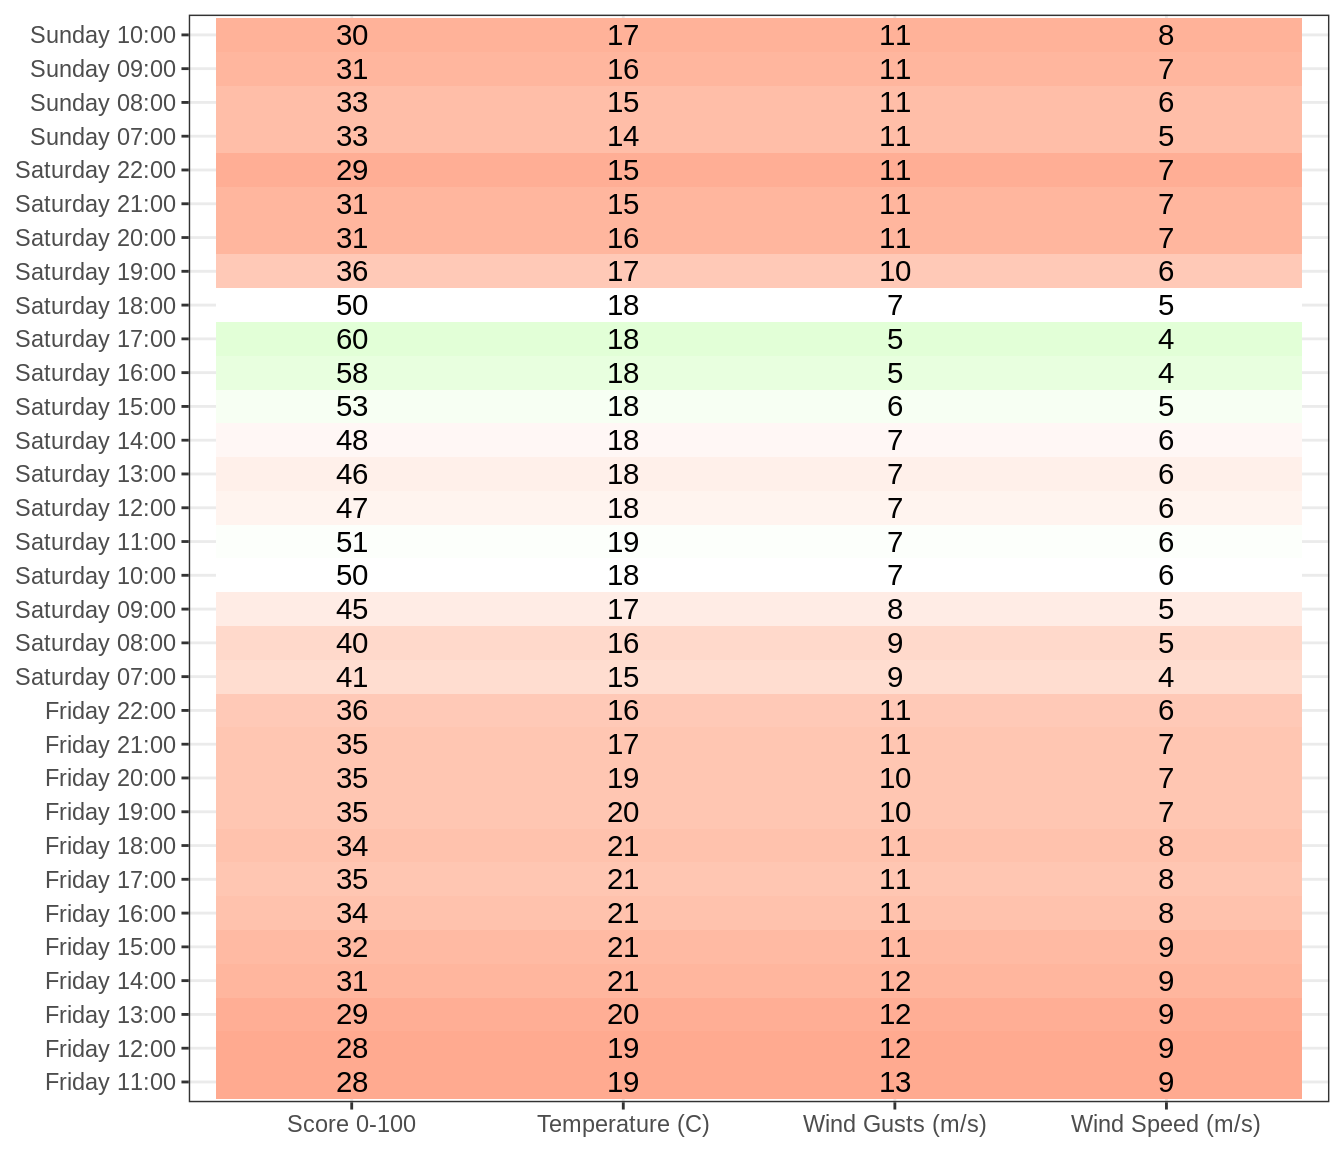 Sunday 10:00 30 17 11 8
Sunday 09:00 31 16 11 7
Sunday 08:00 33 15 11 6
Sunday 07:00 33 14 11 5
Saturday 22:00 29 15 11 7
Saturday 21:00 31 15 11 7
Saturday 20:00 31 16 11 7
Saturday 19:00 36 17 10 6
Saturday 18:00 50 18 7 5
Saturday 17:00 60 18 5 4
Saturday 16:00 58 18 5 4
Saturday 15:00 53 18 6 5
Saturday 14:00 48 18 7 6
Saturday 13:00 46 18 7 6
Saturday 12:00 47 18 7 6
Saturday 11:00 51 19 7 6
Saturday 10:00 50 18 7 6
Saturday 09:00 45 17 8 5
Saturday 08:00 40 16 9 5
Saturday 07:00 41 15 9 4
Friday 22:00 36 16 11 6
Friday 21:00 35 17 11 7
Friday 20:00 35 19 10 7
Friday 19:00 35 20 10 7
Friday 18:00 34 21 11 8
Friday 17:00 35 21 11 8
Friday 16:00 34 21 11 8
Friday 15:00 32 21 11 9
Friday 14:00 31 21 12 9
Friday 13:00 29 20 12 9
Friday 12:00 28 19 12 9
Friday 11:00 28 19 13 9
Score 0-100 Temperature (C) Wind Gusts (m/s) Wind Speed (m/s)